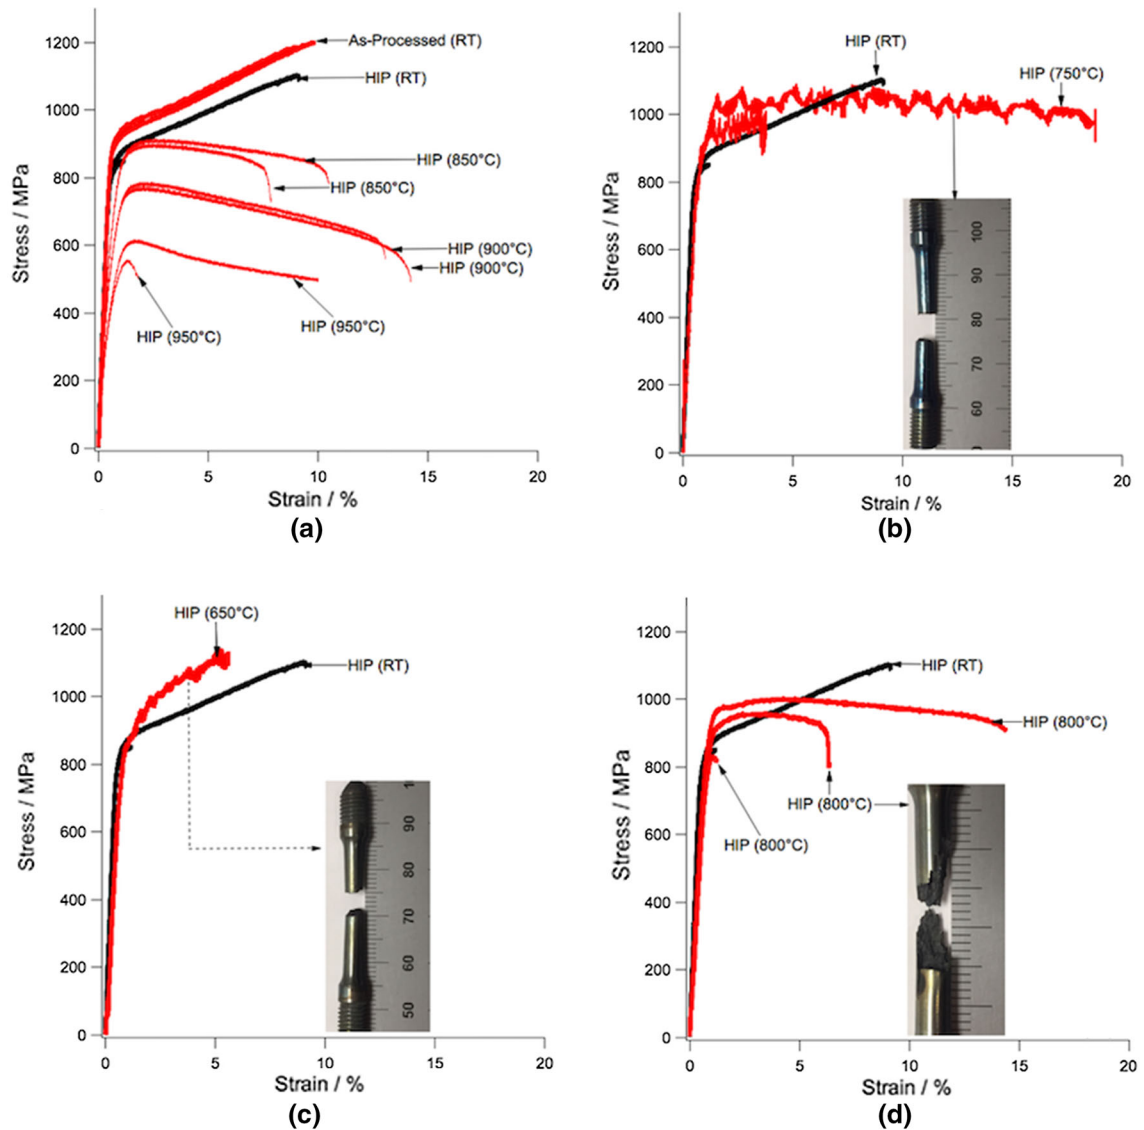 1200
1000
800
600
400
200
0
Stress / MPa
As-Processed (RT)
HIP (RT)
HIP (850°C)
HIP (850°C)
HIP (900°C)
HIP (900°C)
HIP (950°C)
HIP (950°C)
0 5 10 15 20
Strain / %
(a)
1200
1000
800
600
400
200
0
Stress / MPa
HIP (RT)
HIP (750°C)
100
90
80
70
60
0 5 10 15 20
Strain / %
(b)
1200
1000
800
600
400
200
0
Stress / MPa
HIP (650°C)
HIP (RT)
90
80
70
60
50
0 5 10 15 20
Strain / %
(c)
1200
1000
800
600
400
200
0
Stress / MPa
HIP (RT)
HIP (800°C)
HIP (800°C)
HIP (800°C)
0 5 10 15 20
Strain / %
(d)